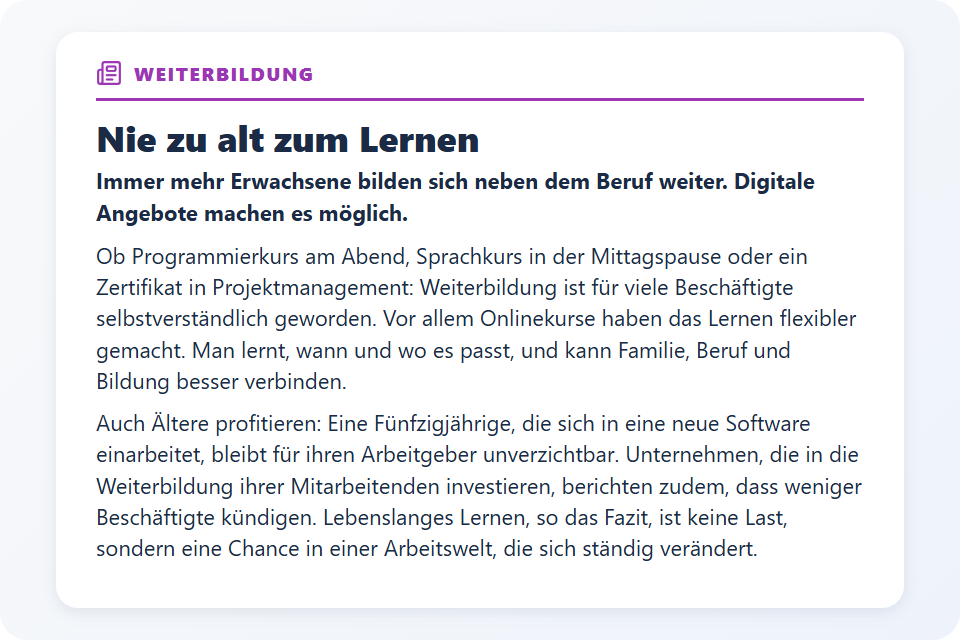 WEITERBILDUNG
Nie zu alt zum Lernen
Immer mehr Erwachsene bilden sich neben dem Beruf weiter. Digitale
Angebote machen es möglich.
Ob Programmierkurs am Abend, Sprachkurs in der Mittagspause oder ein
Zertifikat in Projektmanagement: Weiterbildung ist für viele Beschäftigte
selbstverständlich geworden. Vor allem Onlinekurse haben das Lernen flexibler
gemacht. Man lernt, wann und wo es passt, und kann Familie, Beruf und
Bildung besser verbinden.
Auch Ältere profitieren: Eine Fünfzigjährige, die sich in eine neue Software
einarbeitet, bleibt für ihren Arbeitgeber unverzichtbar. Unternehmen, die in die
Weiterbildung ihrer Mitarbeitenden investieren, berichten zudem, dass weniger
Beschäftigte kündigen. Lebenslanges Lernen, so das Fazit, ist keine Last,
sondern eine Chance in einer Arbeitswelt, die sich ständig verändert.